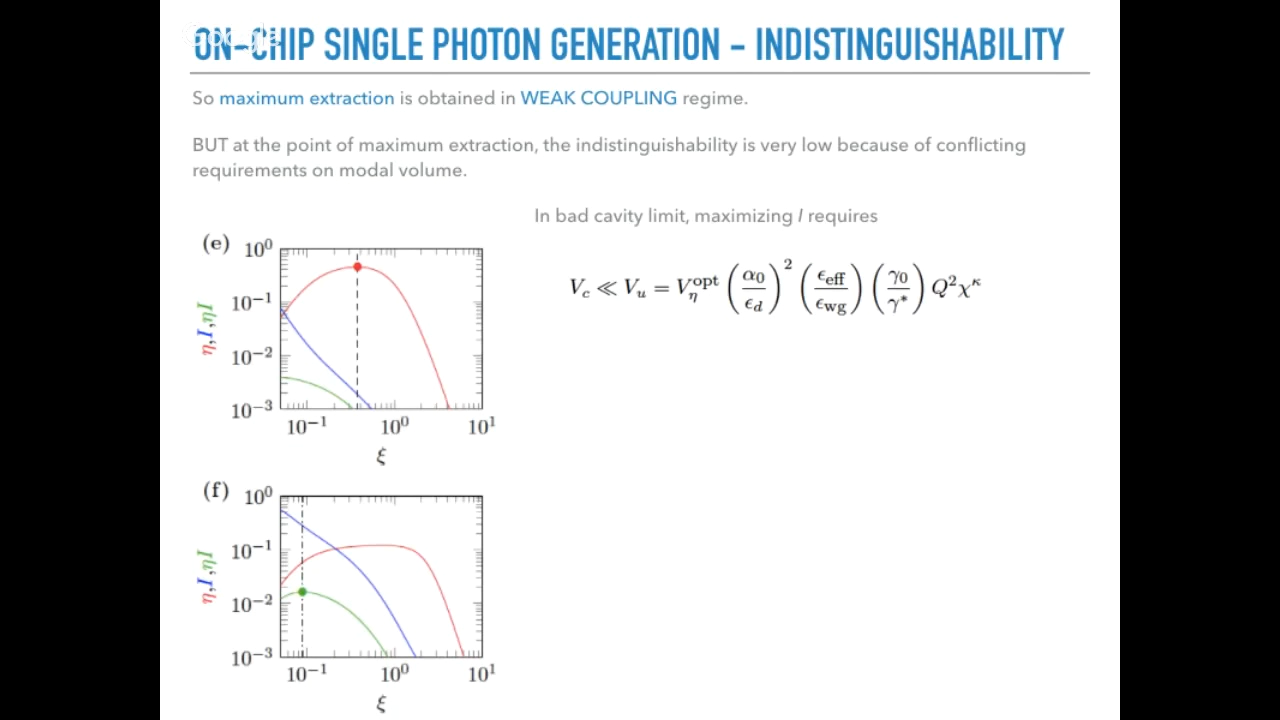 Google
ON-CHIP SINGLE PHOTON GENERATION – INDISTINGUISHABILITY
So maximum extraction is obtained in WEAK COUPLING regime.
BUT at the point of maximum extraction, the indistinguishability is very low because of conflicting
requirements on modal volume.
In bad cavity limit, maximizing I requires
V_c ≪ V_u = V_η^opt (α_0/ϵ_d)^2 (ϵ_eff/ϵ_wg) (γ_0/γ*) Q^2 χ^κ
(e)
10^0
10^−1
10^−2
10^−3
η,I,ηI
10^−1 10^0 10^1
ξ
(f)
10^0
10^−1
10^−2
10^−3
η,I,ηI
10^−1 10^0 10^1
ξ